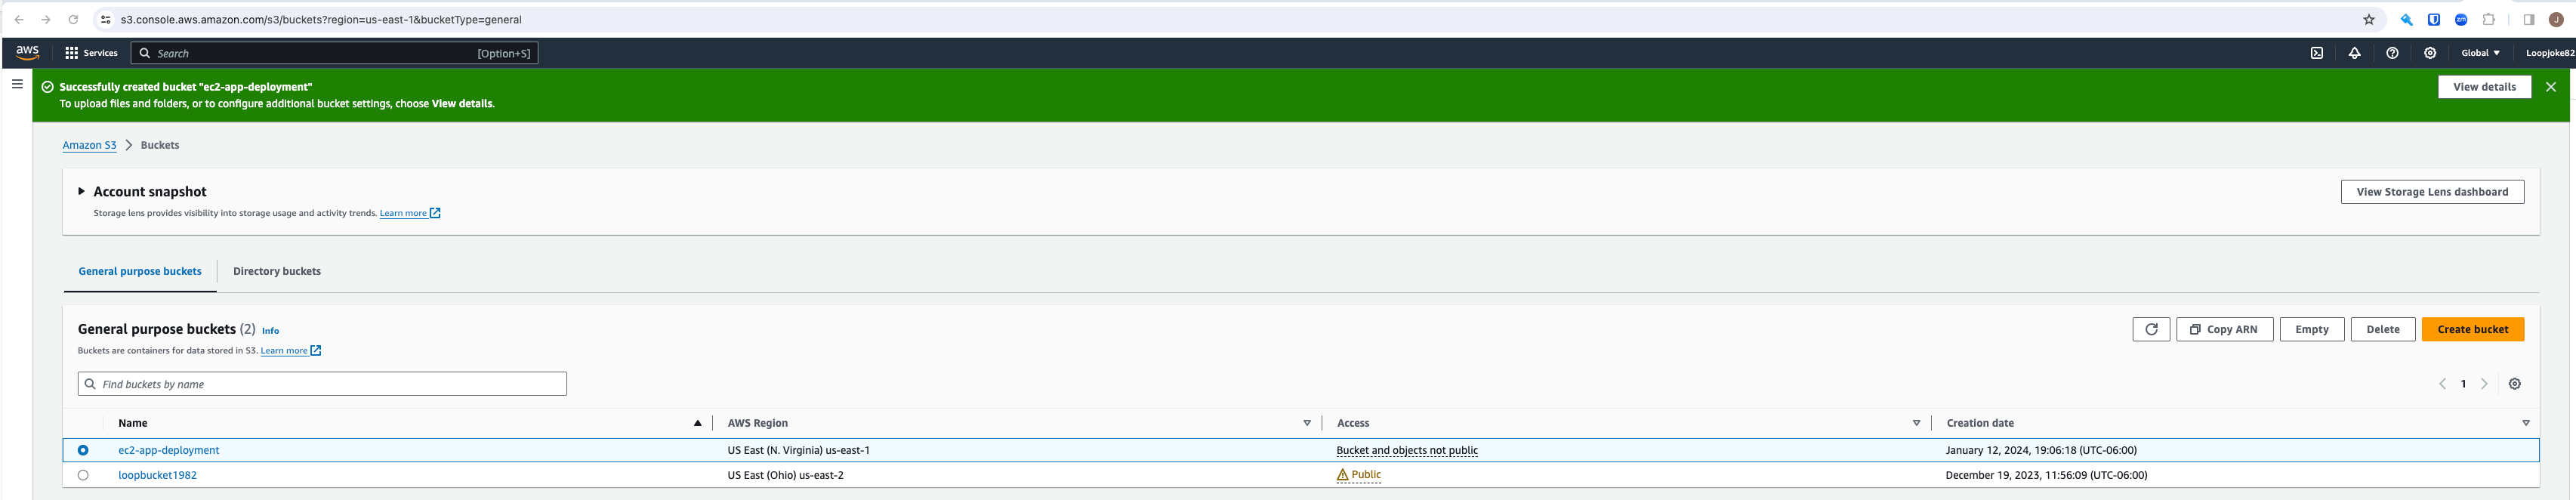 s3.console.aws.amazon.com/s3/buckets?region=us-east-1&bucketType=general
zm
J
aws
Services
Search
[Option+S]
Global
Loopjoke82
Successfully created bucket "ec2-app-deployment"
To upload files and folders, or to configure additional bucket settings, choose View details.
View details
Amazon S3
Buckets
Account snapshot
Storage lens provides visibility into storage usage and activity trends. Learn more
View Storage Lens dashboard
General purpose buckets
Directory buckets
General purpose buckets (2) Info
Buckets are containers for data stored in S3. Learn more
Copy ARN
Empty
Delete
Create bucket
Find buckets by name
1
Name
AWS Region
Access
Creation date
ec2-app-deployment
US East (N. Virginia) us-east-1
Bucket and objects not public
January 12, 2024, 19:06:18 (UTC-06:00)
loopbucket1982
US East (Ohio) us-east-2
Public
December 19, 2023, 11:56:09 (UTC-06:00)